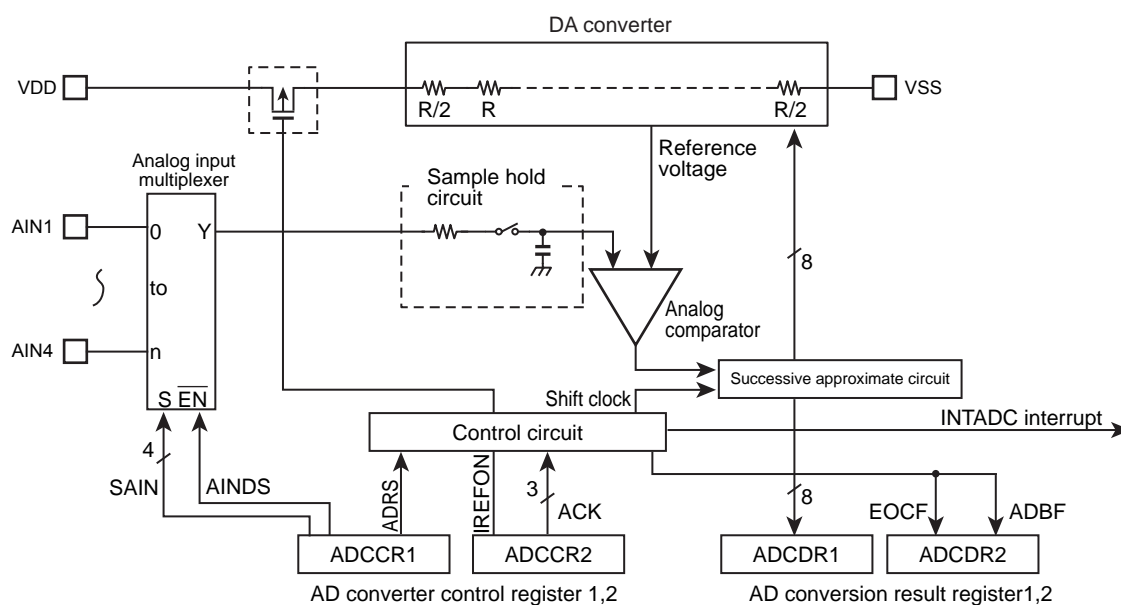 DA converter
VDD
R/2
R
R/2
VSS
Analog input
multiplexer
Reference
voltage
Sample hold
circuit
AIN1
0
Y
to
8
AIN4
n
Analog
comparator
Successive approximate circuit
S EN
Shift clock
INTADC interrupt
Control circuit
4
SAIN
AINDS
ADRS
IREFON
3
ACK
8
EOCF
ADBF
ADCCR1
ADCCR2
ADCDR1
ADCDR2
AD converter control register 1,2
AD conversion result register1,2